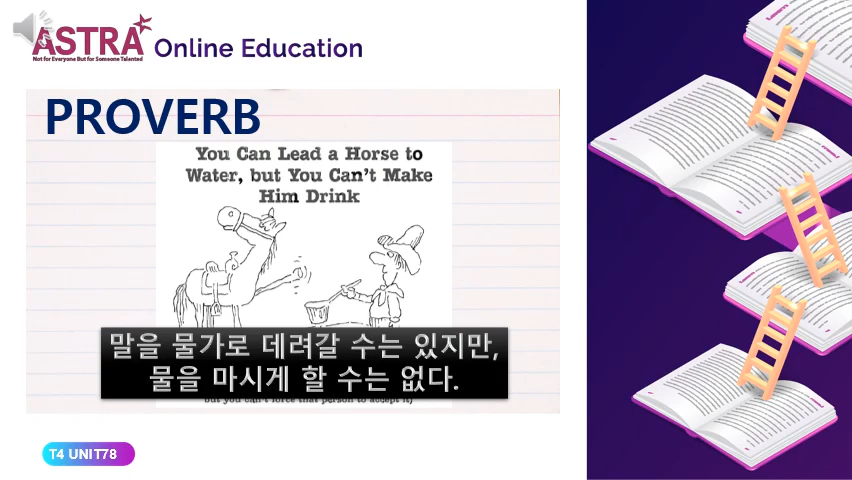 ASTRA
Not for Everyone But for Someone Talented
Online Education
PROVERB
You Can Lead a Horse to
Water, but You Can't Make
Him Drink
말을 물가로 데려갈 수는 있지만,
물을 마시게 할 수는 없다.
but you can't force that person to accept it)
T4 UNIT78